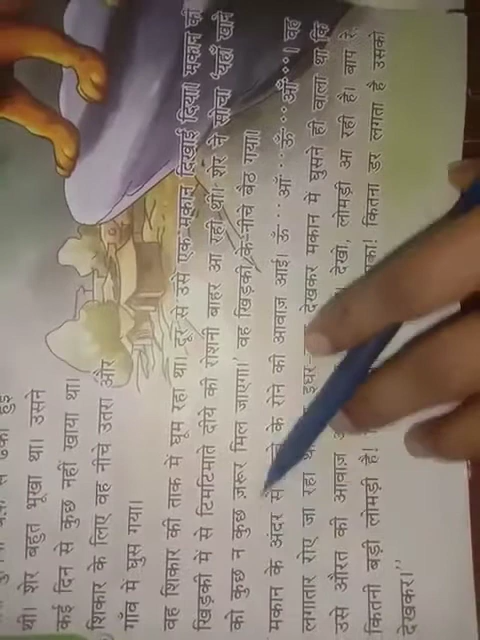 थी। शेर बहुत भूखा था। उसने
कई दिन से कुछ नहीं खाया था।
शिकार के लिए वह नीचे उतरा और
गाँव में घुस गया।
वह शिकार की ताक में घूम रहा था। दूर से उसे एक मकान दिखाई दिया। मकान की
खिड़की में से टिमटिमाते दीये की रोशनी बाहर आ रही थी। शेर ने सोचा 'यहाँ खाने
को कुछ न कुछ ज़रूर मिल जाएगा।' वह खिड़की के नीचे बैठ गया।
मकान के अंदर से के रोने की आवाज़ आई। ऊँ ·· आँ ··· ऊँ ·· आँ ···। वह
लगातार रोए जा रहा इधर देखकर मकान में घुसने ही वाला था कि
उसे औरत की आवाज़ देखो, लोमड़ी आ रही है। बाप रे,
कितनी बड़ी लोमड़ी है! कितना डर लगता है उसको
देखकर।"